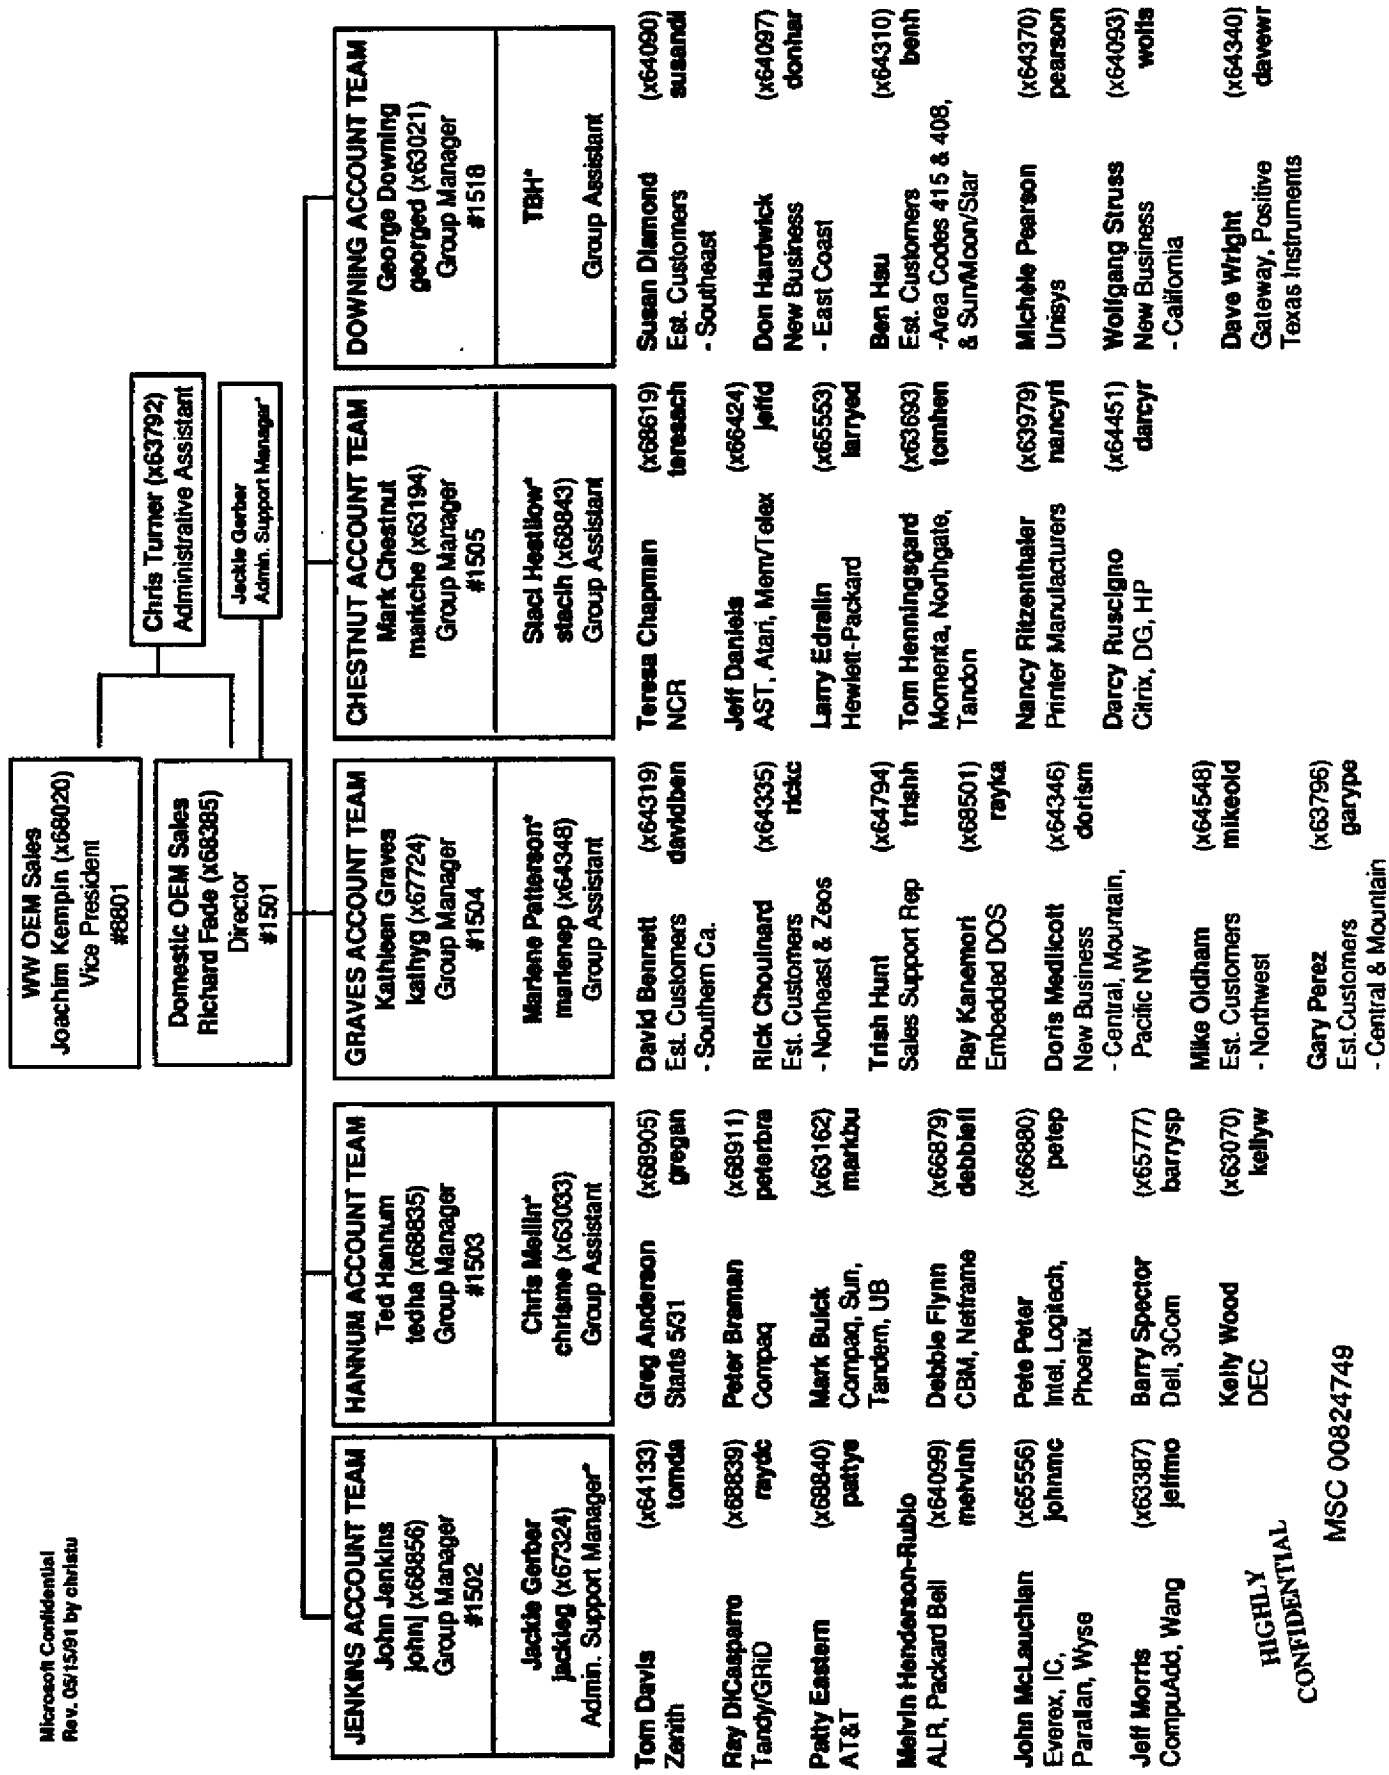 Microsoft Confidential
Rev. 05/15/91 by christu
WW OEM Sales
Joachim Kempin (x68020)
Vice President
#8801
Domestic OEM Sales
Richard Fade (x68385)
Director
#1501
Chris Turner (x63792)
Administrative Assistant
Jackie Gerber
Admin. Support Manager*
JENKINS ACCOUNT TEAM
John Jenkins
johnj (x68856)
Group Manager
#1502
Jackie Gerber
jackieg (x67324)
Admin. Support Manager*
Tom Davis (x64133)
Zenith tomda
Ray DiCasparro (x68839)
Tandy/GRiD raydc
Patty Eastern (x68840)
AT&T pattye
Melvin Henderson-Rubio
ALR, Packard Bell (x64099)
melvinh
John McLauchlan (x65556)
Everex, IC, johnmc
Parallan, Wyse
Jeff Morris (x63387)
CompuAdd, Wang jeffmo
HANNUM ACCOUNT TEAM
Ted Hannum
tedha (x68835)
Group Manager
#1503
Chris Mellin*
chrisme (x63033)
Group Assistant
Greg Anderson (x68905)
Starts 5/31 gregan
Peter Braman (x68911)
Compaq peterbra
Mark Buick (x63162)
Compaq, Sun, markbu
Tandem, UB
Debbie Flynn (x66879)
CBM, Netframe debbiefl
Pete Peter (x66880)
Intel, Logitech, petep
Phoenix
Barry Spector (x65777)
Dell, 3Com barrysp
Kelly Wood (x63070)
DEC kellyw
GRAVES ACCOUNT TEAM
Kathleen Graves
kathyg (x67724)
Group Manager
#1504
Marlene Patterson*
marlenep (x64348)
Group Assistant
David Bennett (x64319)
Est. Customers davidben
- Southern Ca.
Rick Chouinard (x64335)
Est. Customers rickc
- Northeast & Zeos
Trish Hunt (x64794)
Sales Support Rep trishh
Ray Kanemori (x68501)
Embedded DOS rayka
Doris Medlicott (x64346)
New Business dorism
- Central, Mountain,
Pacific NW
Mike Oldham (x64548)
Est. Customers mikeold
- Northwest
Gary Perez (x63796)
Est.Customers garype
- Central & Mountain
CHESTNUT ACCOUNT TEAM
Mark Chestnut
markche (x63194)
Group Manager
#1505
Staci Hestilow*
stacih (x68843)
Group Assistant
Teresa Chapman (x68619)
NCR teresach
Jeff Daniels (x66424)
AST, Atari, Mem/Telex jeffd
Larry Edralin (x65553)
Hewlett-Packard larryed
Tom Henningsgard (x63693)
Momenta, Northgate, tomhen
Tandon
Nancy Ritzenthaler (x63979)
Printer Manufacturers nancyri
Darcy Ruscigno (x64451)
Citrix, DG, HP darcyr
DOWNING ACCOUNT TEAM
George Downing
georged (x63021)
Group Manager
#1518
TBH*
Group Assistant
Susan Diamond (x64090)
Est. Customers susandi
- Southeast
Don Hardwick (x64097)
New Business donhar
- East Coast
Ben Hsu (x64310)
Est. Customers benh
-Area Codes 415 & 408,
& Sun/Moon/Star
Michele Pearson (x64370)
Unisys pearson
Wolfgang Struss (x64093)
New Business wolfs
- California
Dave Wright (x64340)
Gateway, Positive davewr
Texas Instruments
HIGHLY
CONFIDENTIAL
MSC 00824749